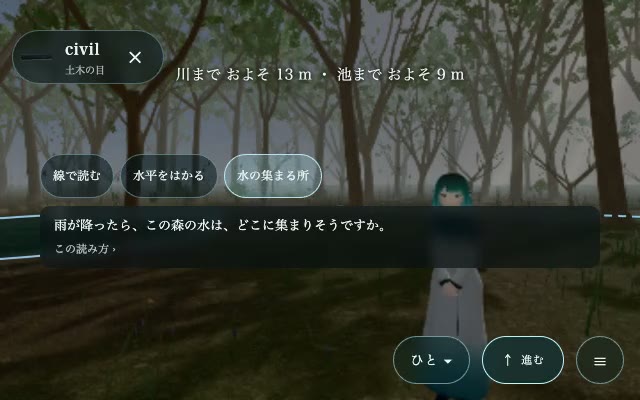 civil
土木の目
川まで およそ 13 m ・ 池まで およそ 9 m
線で読む
水平をはかる
水の集まる所
雨が降ったら、この森の水は、どこに集まりそうですか。
この読み方 ›
ひと
↑ 進む